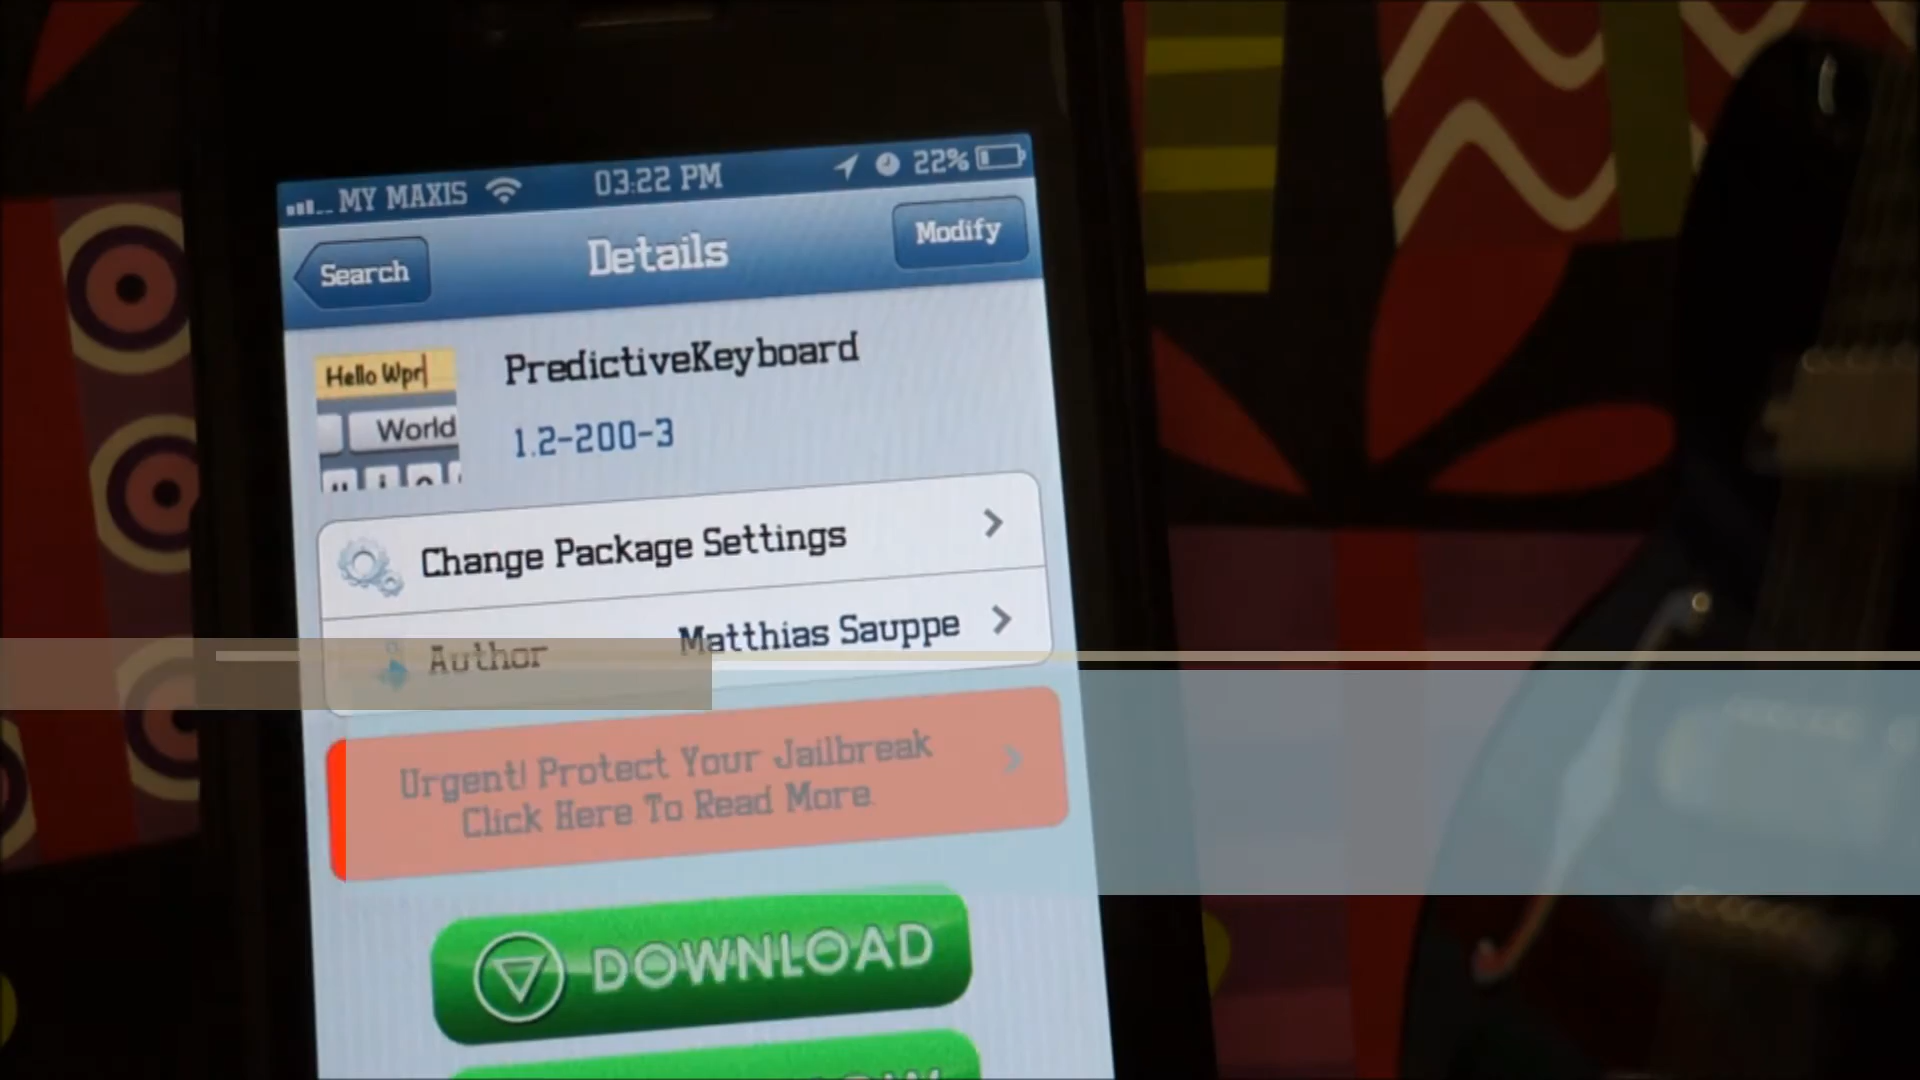 MY MAXIS 03:22 PM 22%
Search Details Modify
Hello Wpr
World
PredictiveKeyboard
1.2-200-3
Change Package Settings
Author Matthias Sauppe
Urgent! Protect Your Jailbreak
Click Here To Read More.
DOWNLOAD